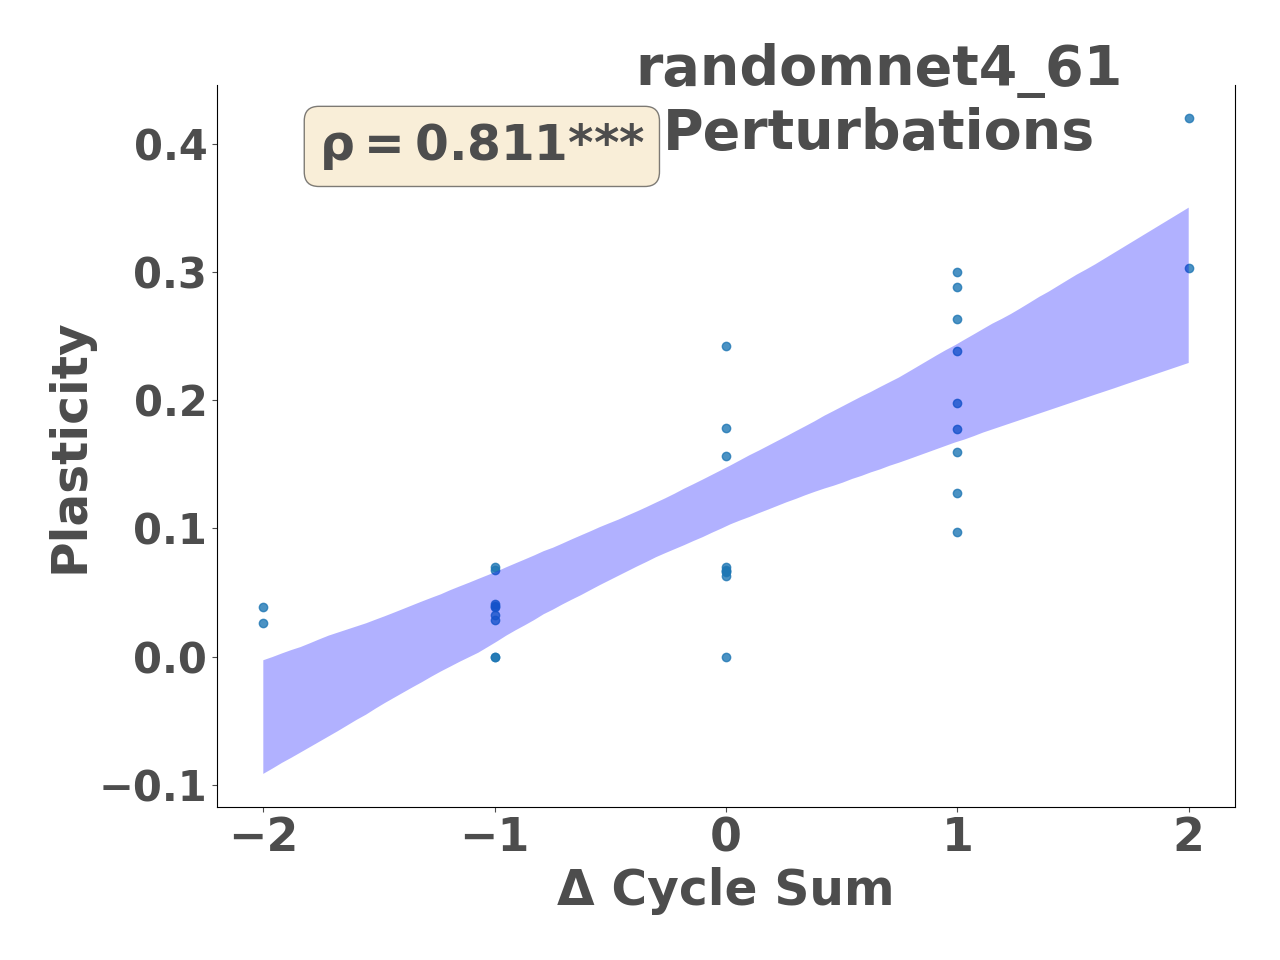 randomnet4_61
Perturbations
ρ = 0.811***
Plasticity
0.4
0.3
0.2
0.1
0.0
−0.1
−2
−1
0
1
2
Δ Cycle Sum